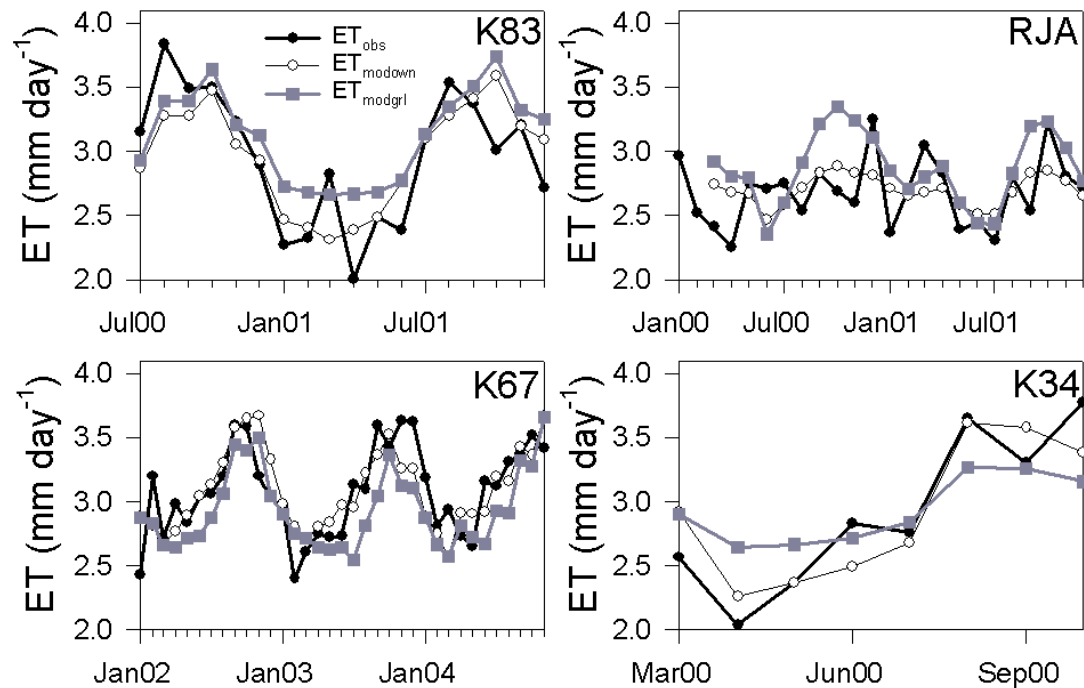 K83
4.0
3.5
3.0
2.5
2.0
ET (mm day-1)
ETobs
ETmodown
ETmodgrl
Jul00 Jan01 Jul01
RJA
4.0
3.5
3.0
2.5
2.0
ET (mm day-1)
Jan00 Jul00 Jan01 Jul01
K67
4.0
3.5
3.0
2.5
2.0
ET (mm day-1)
Jan02 Jan03 Jan04
K34
4.0
3.5
3.0
2.5
2.0
ET (mm day-1)
Mar00 Jun00 Sep00